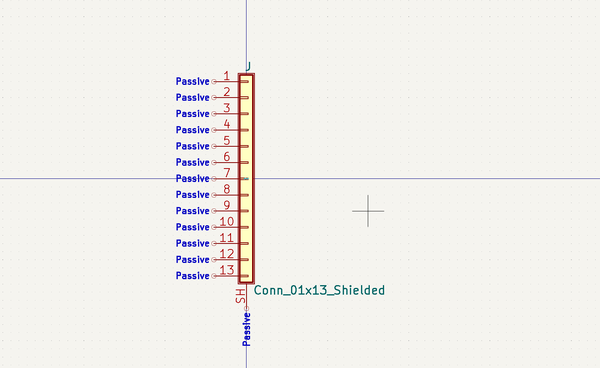 J
Passive 1
Passive 2
Passive 3
Passive 4
Passive 5
Passive 6
Passive 7
Passive 8
Passive 9
Passive 10
Passive 11
Passive 12
Passive 13
Conn_01x13_Shielded
SH
Passive